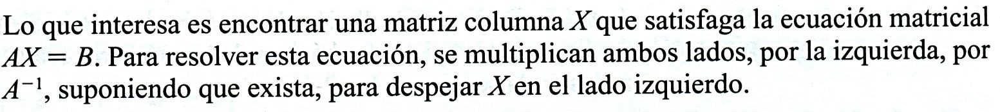 Lo que interesa es encontrar una matriz columna X que satisfaga la ecuación matricial
AX = B. Para resolver esta ecuación, se multiplican ambos lados, por la izquierda, por
A⁻¹, suponiendo que exista, para despejar X en el lado izquierdo.